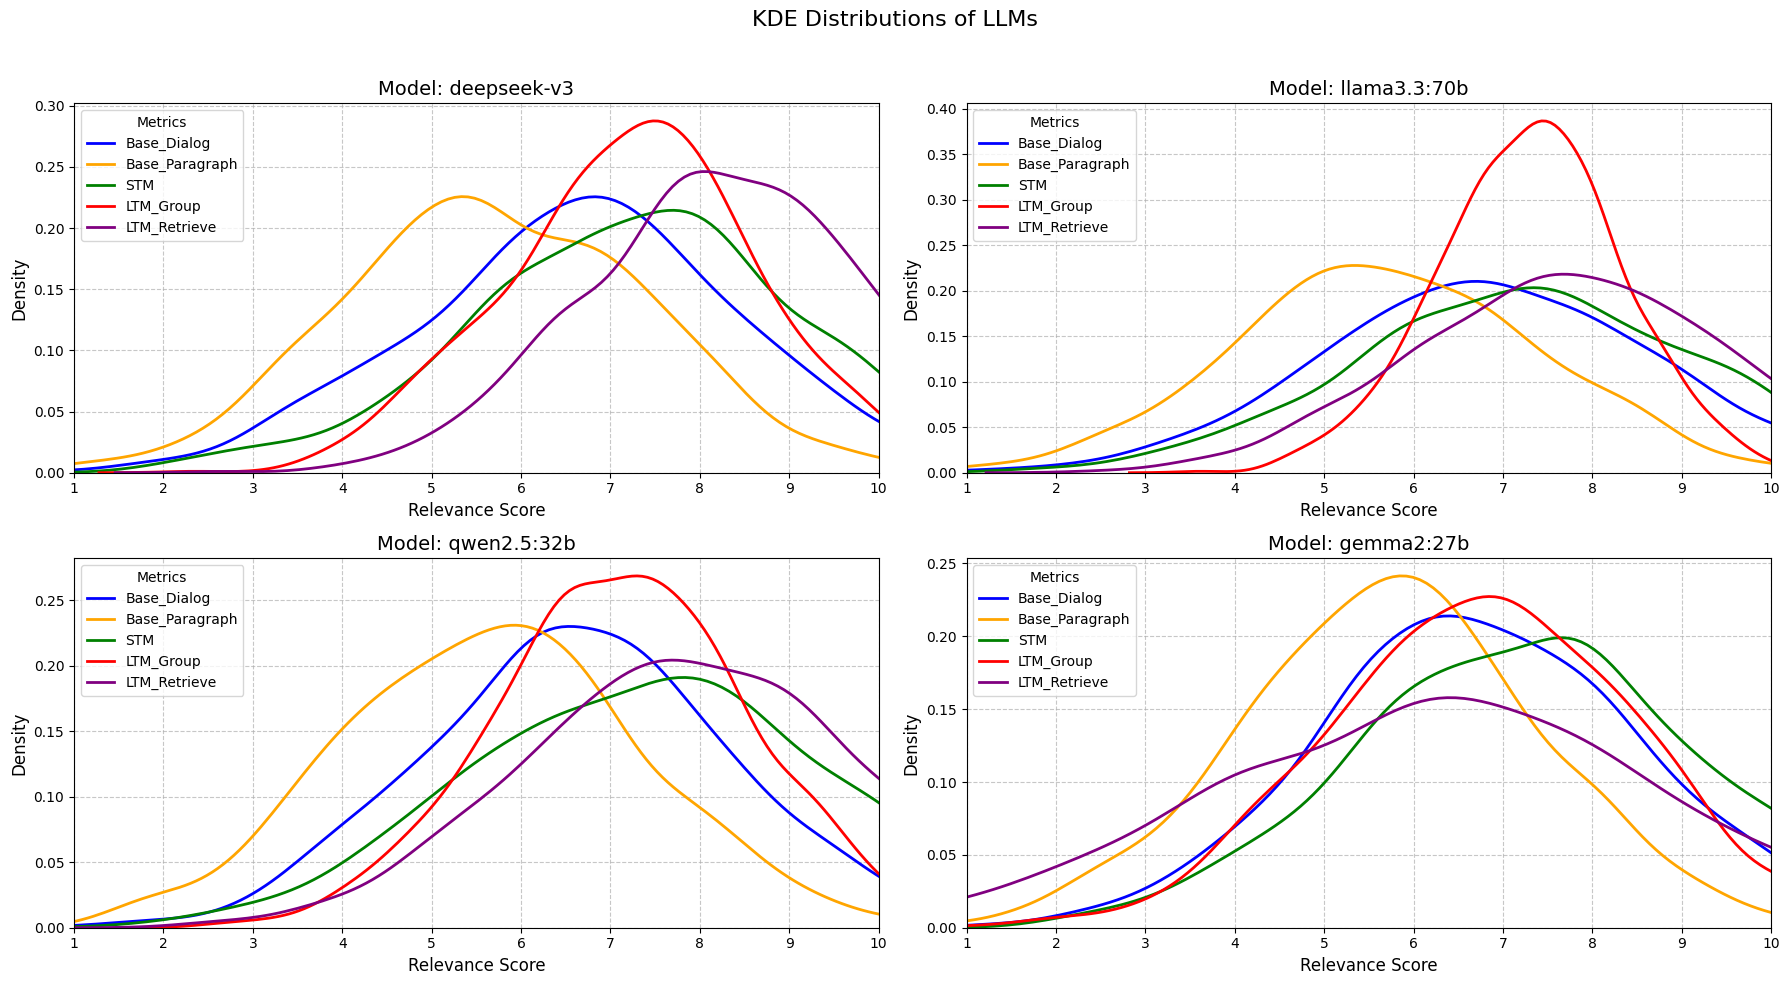 KDE Distributions of LLMs
Model: deepseek-v3
0.30
0.25
0.20
0.15
0.10
0.05
0.00
Density
Metrics
Base_Dialog
Base_Paragraph
STM
LTM_Group
LTM_Retrieve
1 2 3 4 5 6 7 8 9 10
Relevance Score
Model: llama3.3:70b
0.40
0.35
0.30
0.25
0.20
0.15
0.10
0.05
0.00
Density
Metrics
Base_Dialog
Base_Paragraph
STM
LTM_Group
LTM_Retrieve
1 2 3 4 5 6 7 8 9 10
Relevance Score
Model: qwen2.5:32b
0.25
0.20
0.15
0.10
0.05
0.00
Density
Metrics
Base_Dialog
Base_Paragraph
STM
LTM_Group
LTM_Retrieve
1 2 3 4 5 6 7 8 9 10
Relevance Score
Model: gemma2:27b
0.25
0.20
0.15
0.10
0.05
0.00
Density
Metrics
Base_Dialog
Base_Paragraph
STM
LTM_Group
LTM_Retrieve
1 2 3 4 5 6 7 8 9 10
Relevance Score